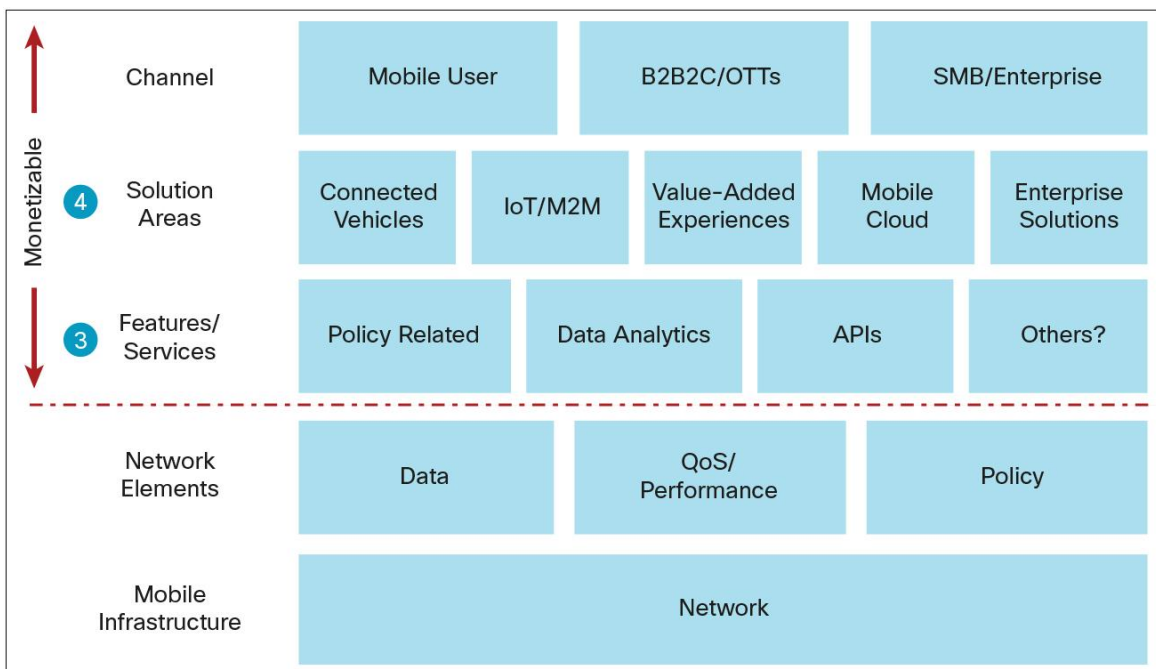 Monetizable
Channel
Mobile User
B2B2C/OTTs
SMB/Enterprise
4
Solution
Areas
Connected
Vehicles
IoT/M2M
Value-Added
Experiences
Mobile
Cloud
Enterprise
Solutions
3
Features/
Services
Policy Related
Data Analytics
APIs
Others?
Network
Elements
Data
QoS/
Performance
Policy
Mobile
Infrastructure
Network